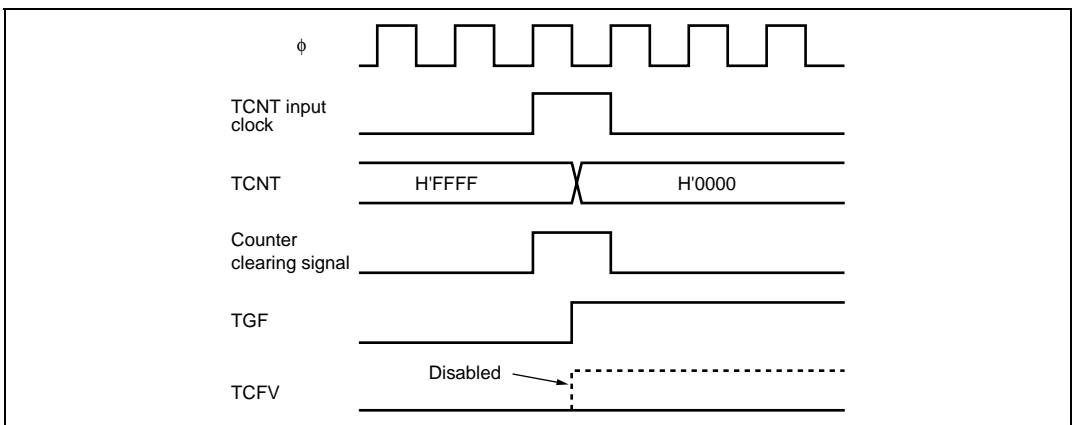 ϕ
TCNT input
clock
TCNT
H'FFFF
H'0000
Counter
clearing signal
TGF
Disabled
TCFV